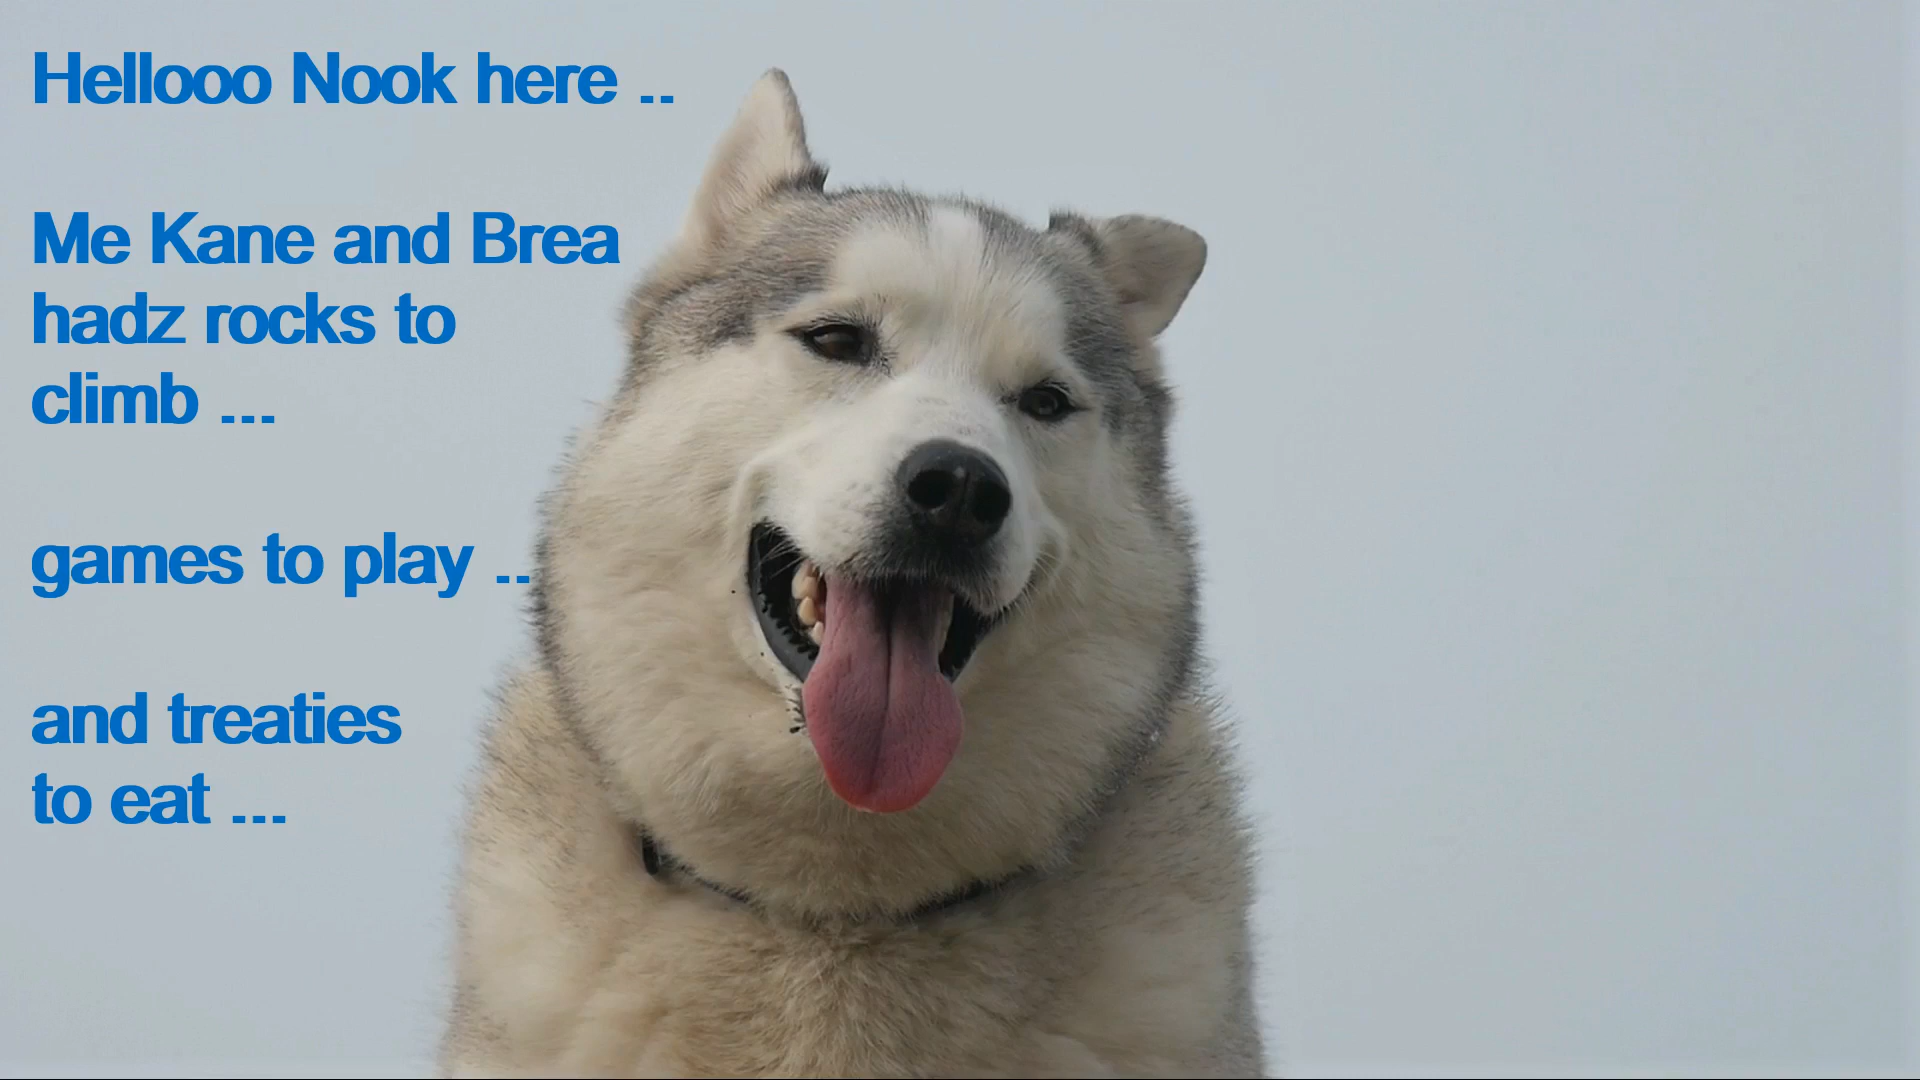 Hellooo Nook here ..
Me Kane and Brea
hadz rocks to
climb ...
games to play ..
and treaties
to eat ...